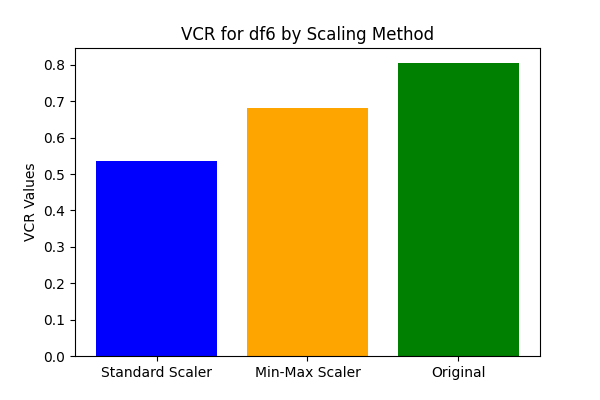 VCR for df6 by Scaling Method
VCR Values
0.8
0.7
0.6
0.5
0.4
0.3
0.2
0.1
0.0
Standard Scaler
Min-Max Scaler
Original